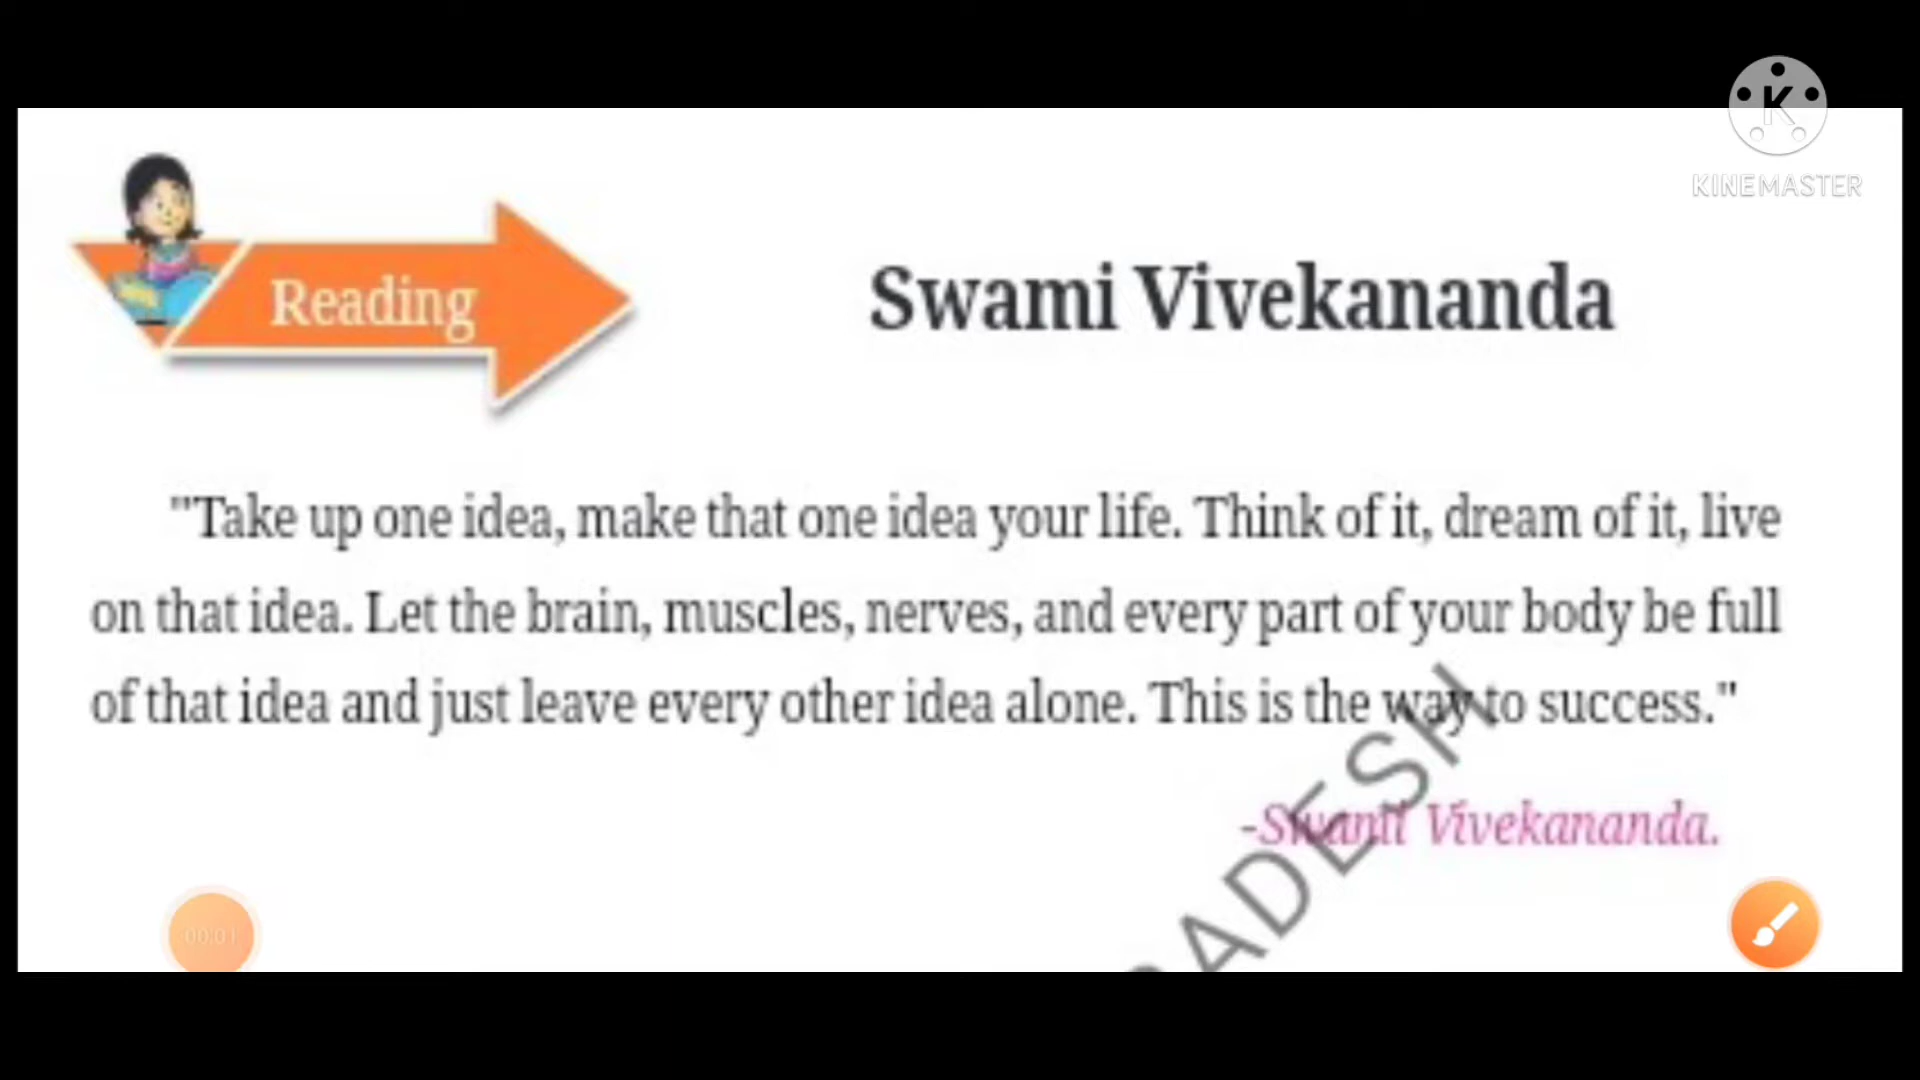 KINEMASTER
Reading
Swami Vivekananda
"Take up one idea, make that one idea your life. Think of it, dream of it, live
on that idea. Let the brain, muscles, nerves, and every part of your body be full
of that idea and just leave every other idea alone. This is the way to success."
-Swami Vivekananda.
ADESH
00:01